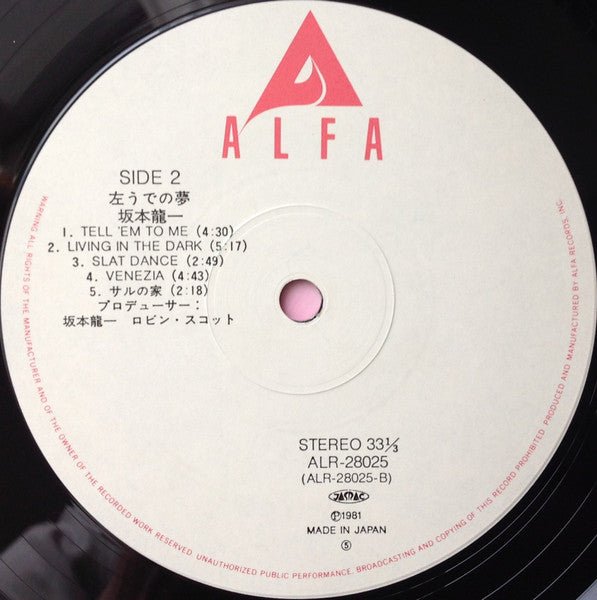 ALFA
SIDE 2
左うでの夢
坂本龍一
1. TELL 'EM TO ME (4:30)
2. LIVING IN THE DARK (5:17)
3. SLAT DANCE (2:49)
4. VENEZIA (4:43)
5. サルの家 (2:18)
プロデューサー:
坂本龍一 ロビン・スコット
STEREO 33⅓
ALR-28025
(ALR-28025-B)
JASRAC
Ⓟ1981
MADE IN JAPAN
⑤
WARNING ALL RIGHTS OF THE MANUFACTURER AND OF THE OWNER OF THE RECORDED WORK RESERVED. UNAUTHORIZED PUBLIC PERFORMANCE, BROADCASTING AND COPYING OF THIS RECORD PROHIBITED. PRODUCED AND MANUFACTURED BY ALFA RECORDS, INC.